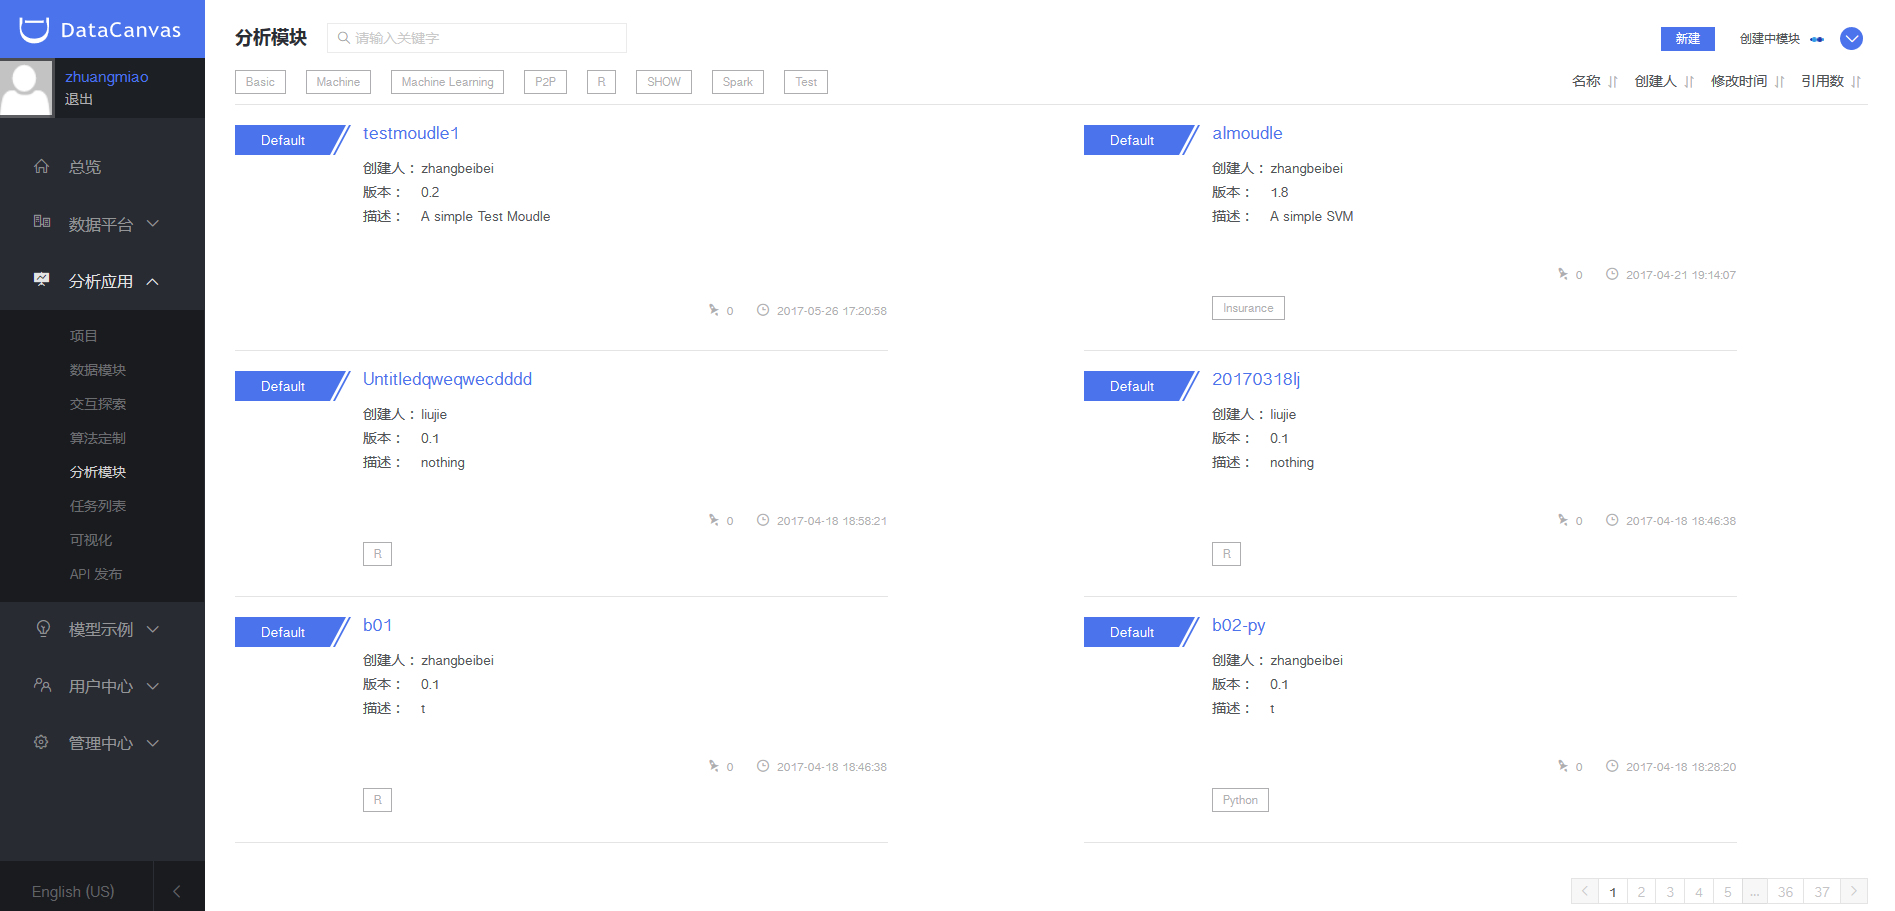 DataCanvas
zhuangmiao
退出
总览
数据平台
分析应用
项目
数据模块
交互探索
算法定制
分析模块
任务列表
可视化
API 发布
模型示例
用户中心
管理中心
English (US)
分析模块
请输入关键字
新建
创建中模块
Basic
Machine
Machine Learning
P2P
R
SHOW
Spark
Test
名称
创建人
修改时间
引用数
Default
testmoudle1
创建人：zhangbeibei
版本： 0.2
描述： A simple Test Moudle
0
2017-05-26 17:20:58
Default
almoudle
创建人：zhangbeibei
版本： 1.8
描述： A simple SVM
0
2017-04-21 19:14:07
Insurance
Default
Untitledqweqwecdddd
创建人：liujie
版本： 0.1
描述： nothing
0
2017-04-18 18:58:21
R
Default
20170318lj
创建人：liujie
版本： 0.1
描述： nothing
0
2017-04-18 18:46:38
R
Default
b01
创建人：zhangbeibei
版本： 0.1
描述： t
0
2017-04-18 18:46:38
R
Default
b02-py
创建人：zhangbeibei
版本： 0.1
描述： t
0
2017-04-18 18:28:20
Python
1 2 3 4 5 ... 36 37